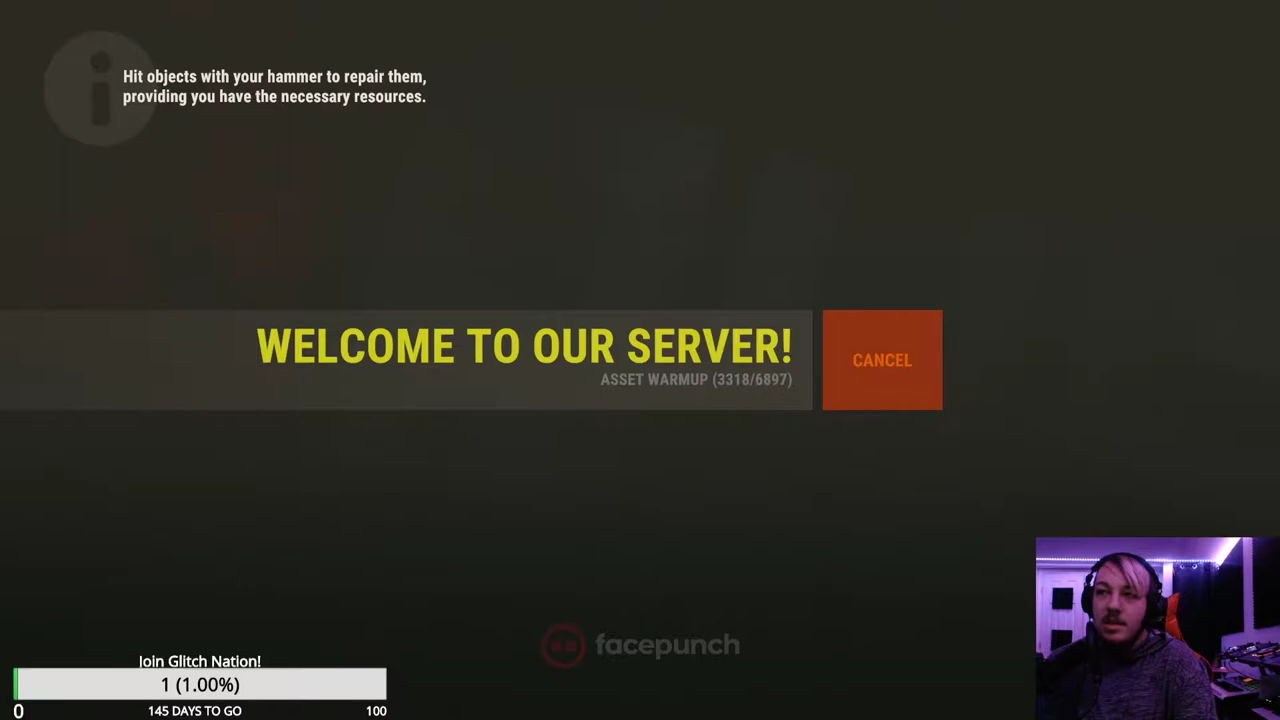 Hit objects with your hammer to repair them,
providing you have the necessary resources.
WELCOME TO OUR SERVER!
ASSET WARMUP (3318/6897)
CANCEL
facepunch
Join Glitch Nation!
1 (1.00%)
0
145 DAYS TO GO
100